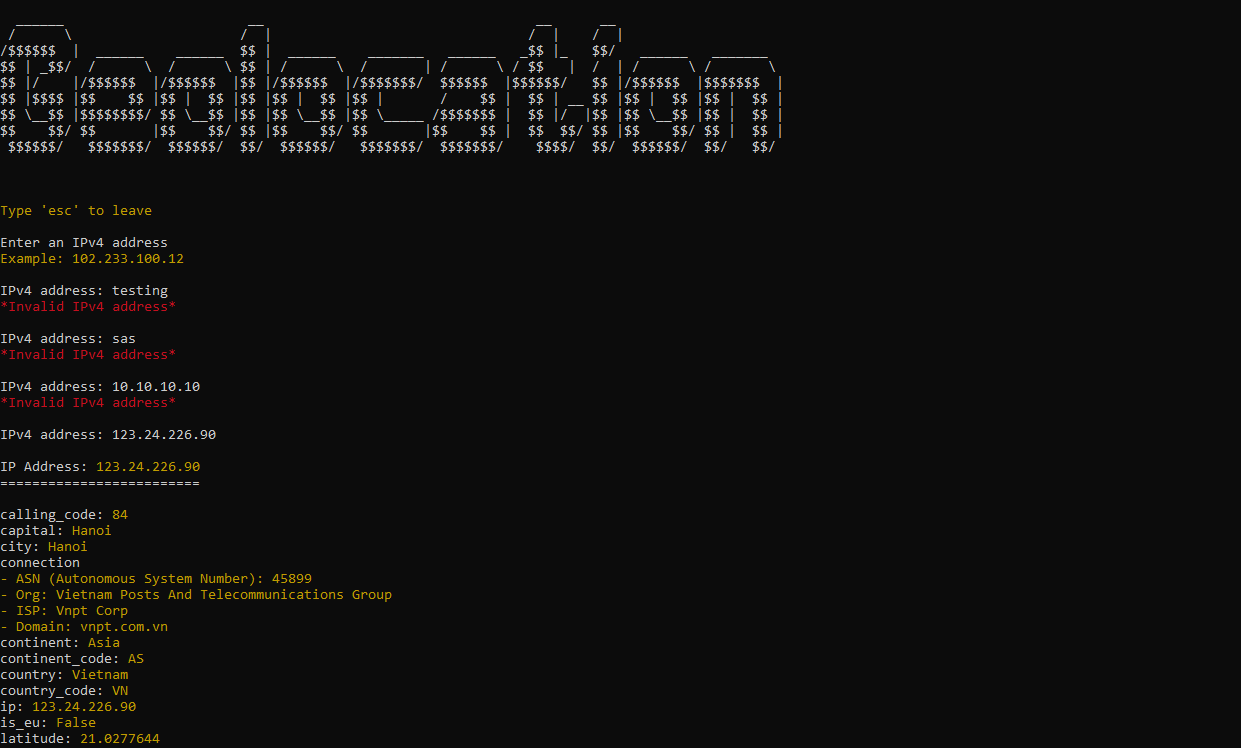 Geolocation
Type 'esc' to leave
Enter an IPv4 address
Example: 102.233.100.12
IPv4 address: testing
*Invalid IPv4 address*
IPv4 address: sas
*Invalid IPv4 address*
IPv4 address: 10.10.10.10
*Invalid IPv4 address*
IPv4 address: 123.24.226.90
IP Address: 123.24.226.90
=========================
calling_code: 84
capital: Hanoi
city: Hanoi
connection
- ASN (Autonomous System Number): 45899
- Org: Vietnam Posts And Telecommunications Group
- ISP: Vnpt Corp
- Domain: vnpt.com.vn
continent: Asia
continent_code: AS
country: Vietnam
country_code: VN
ip: 123.24.226.90
is_eu: False
latitude: 21.0277644